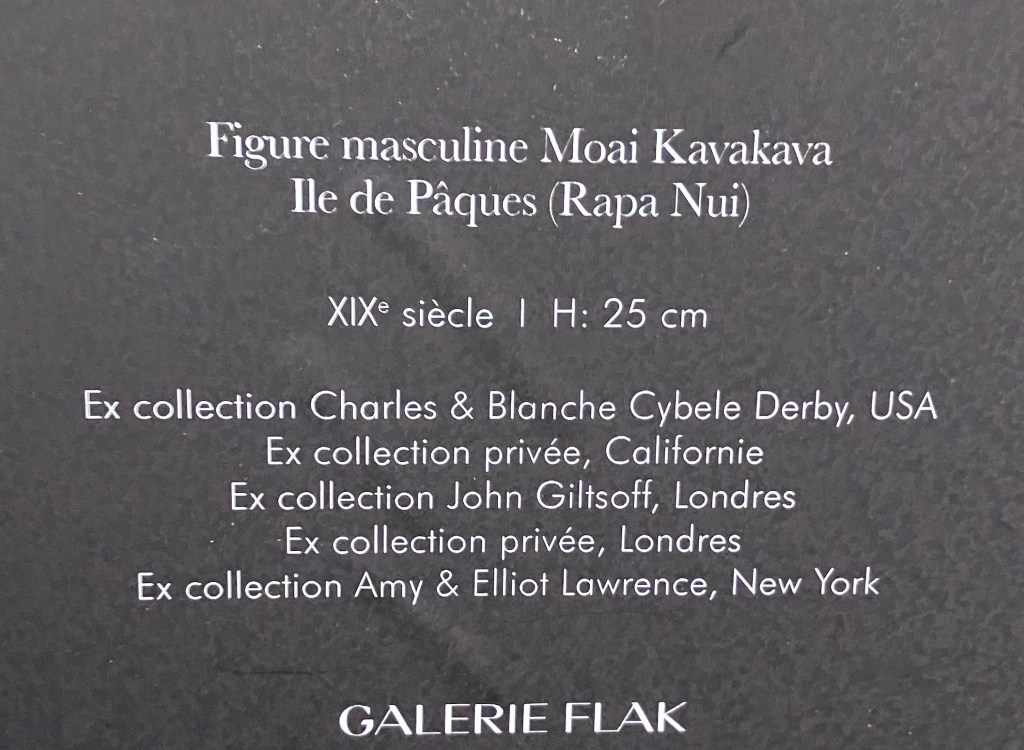 Figure masculine Moai Kavakava
Ile de Pâques (Rapa Nui)
XIXᵉ siècle | H: 25 cm
Ex collection Charles & Blanche Cybele Derby, USA
Ex collection privée, Californie
Ex collection John Giltsoff, Londres
Ex collection privée, Londres
Ex collection Amy & Elliot Lawrence, New York
GALERIE FLAK